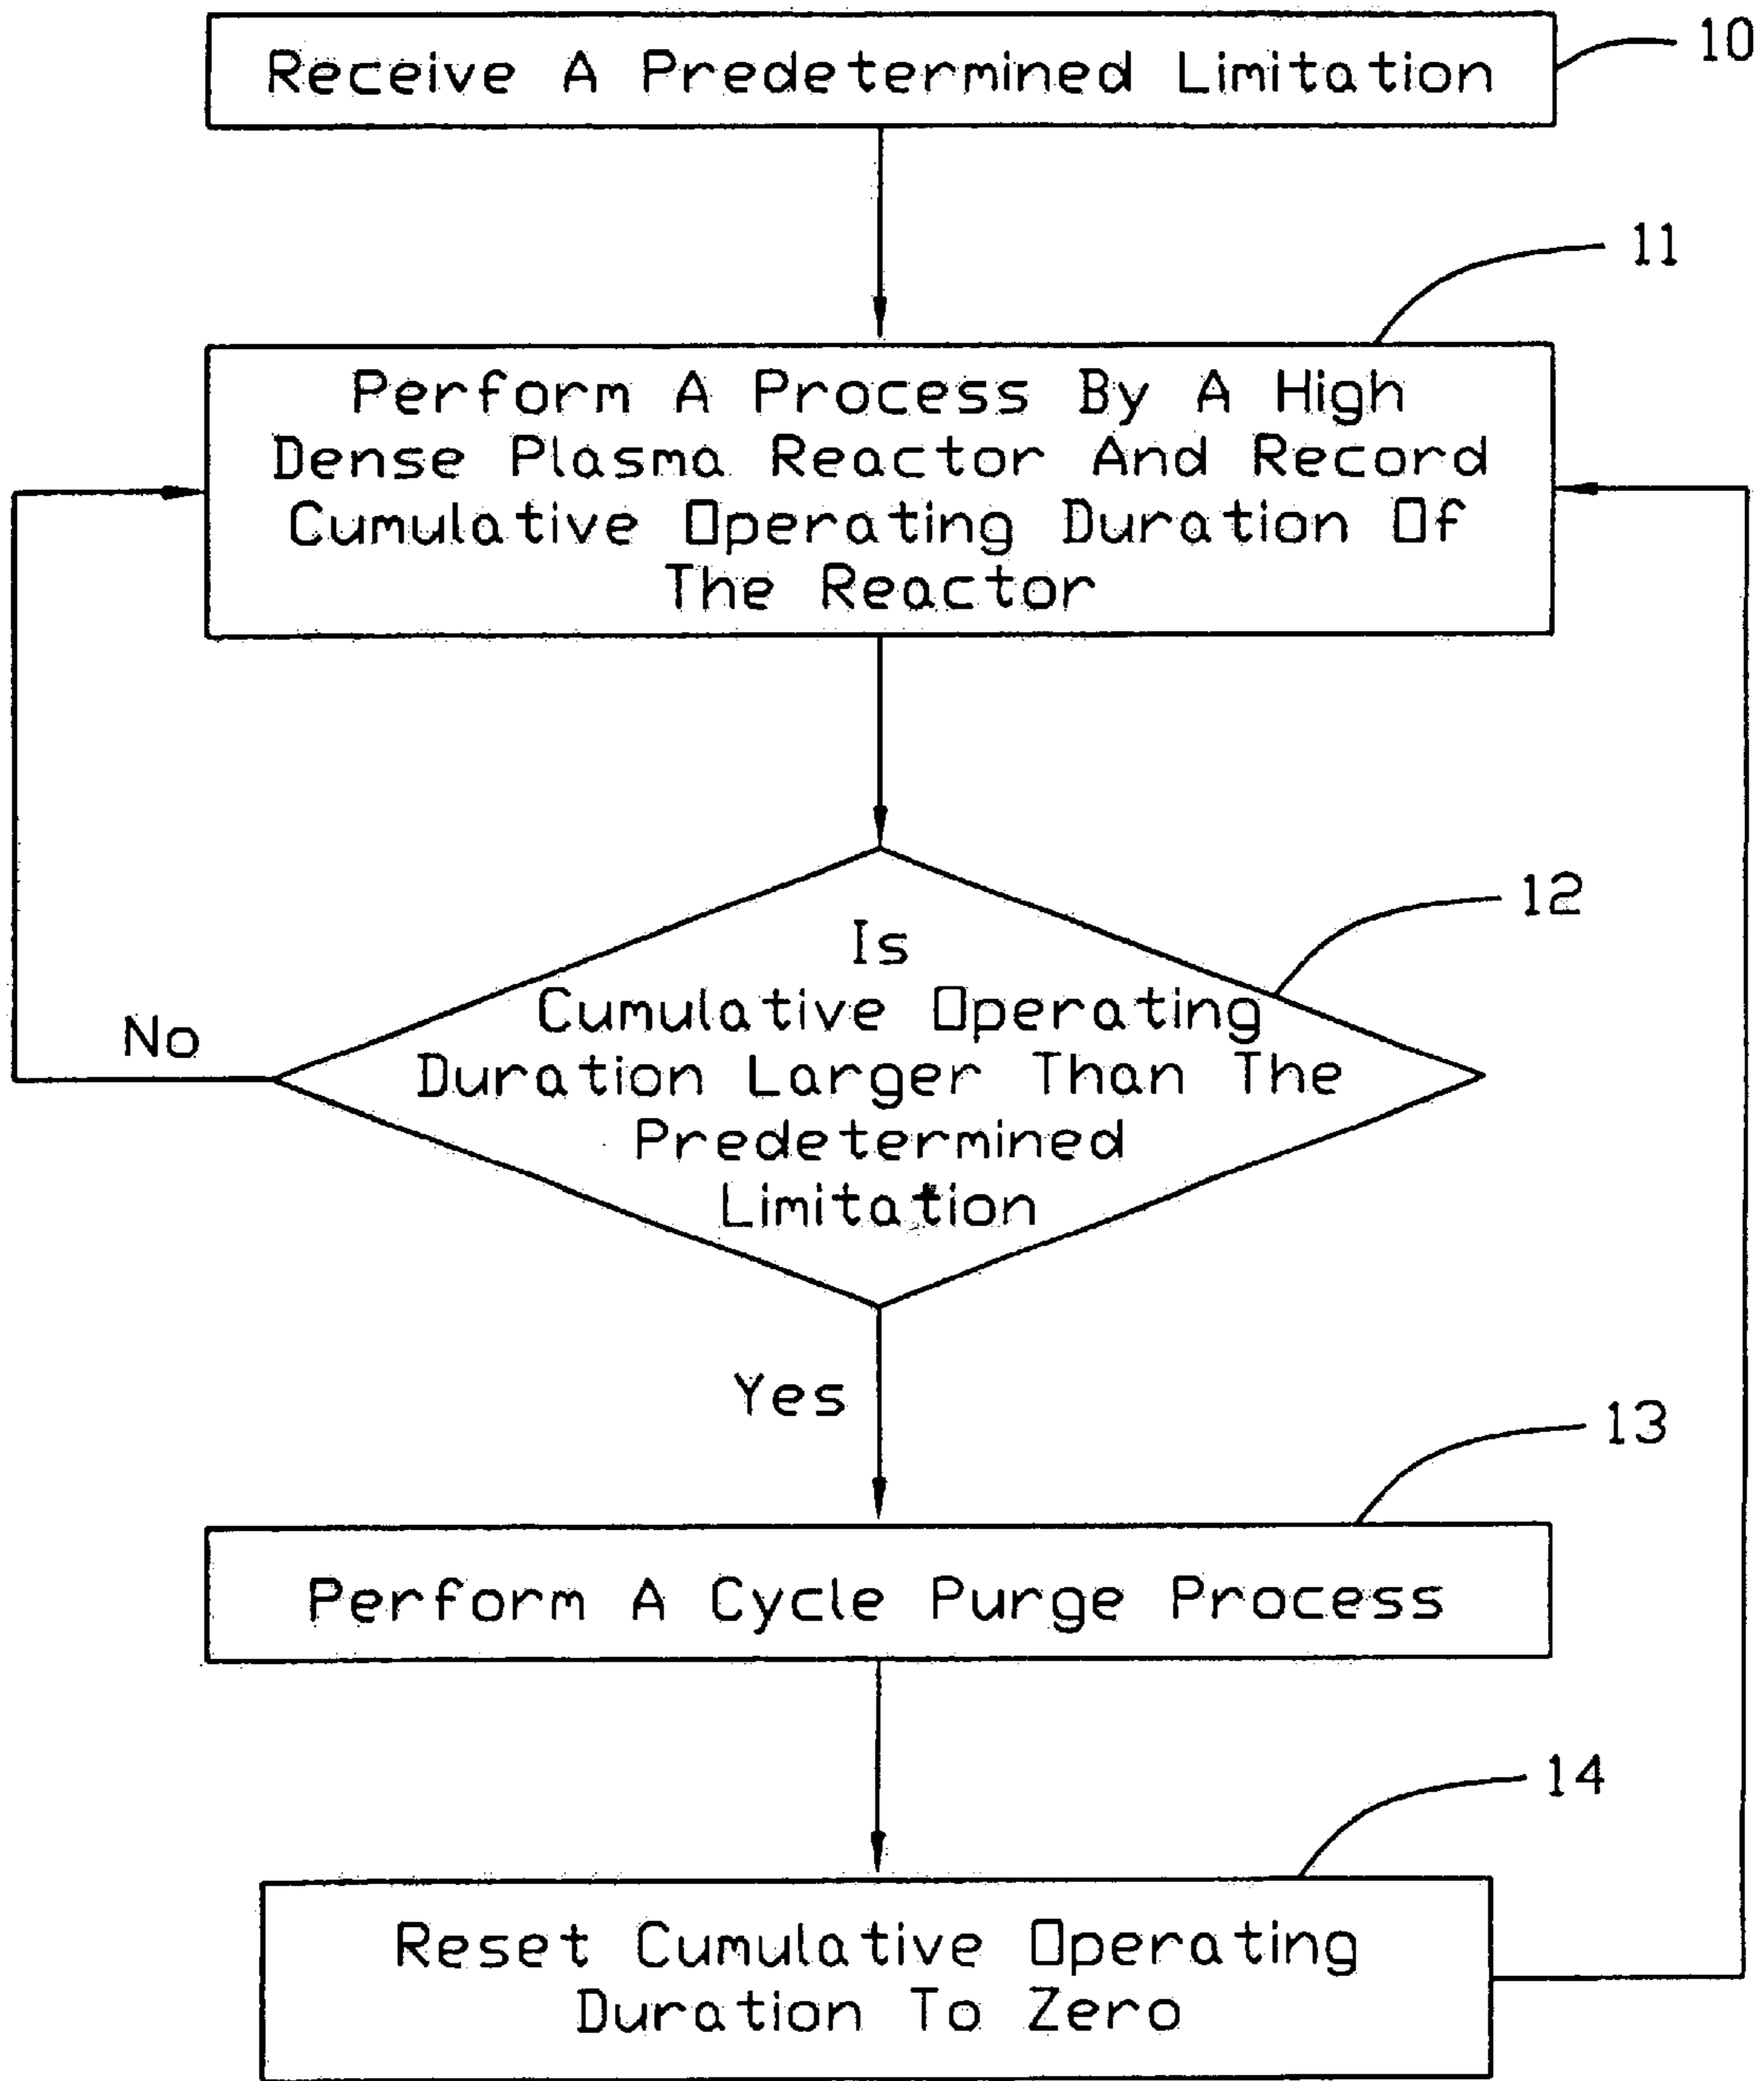 Receive A Predetermined Limitation
10
11
Perform A Process By A High
Dense Plasma Reactor And Record
Cumulative Operating Duration Of
The Reactor
12
Is
Cumulative Operating
Duration Larger Than The
Predetermined
Limitation
No
Yes
13
Perform A Cycle Purge Process
14
Reset Cumulative Operating
Duration To Zero